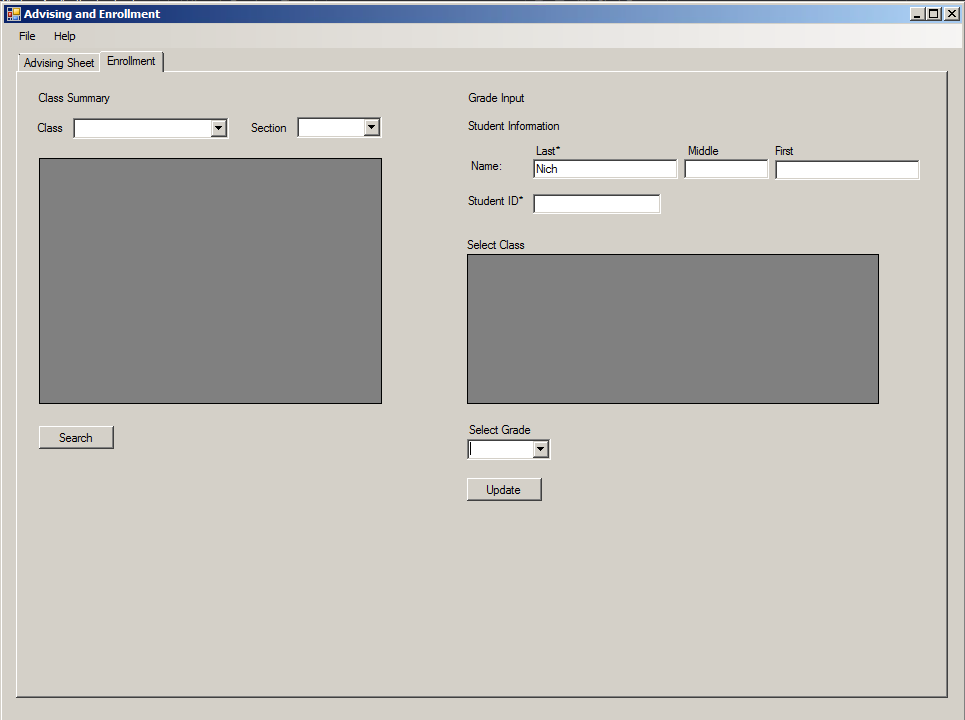 Advising and Enrollment
File Help
Advising Sheet Enrollment
Class Summary
Class Section
Search
Grade Input
Student Information
Last* Middle First
Name: Nich
Student ID*
Select Class
Select Grade
Update